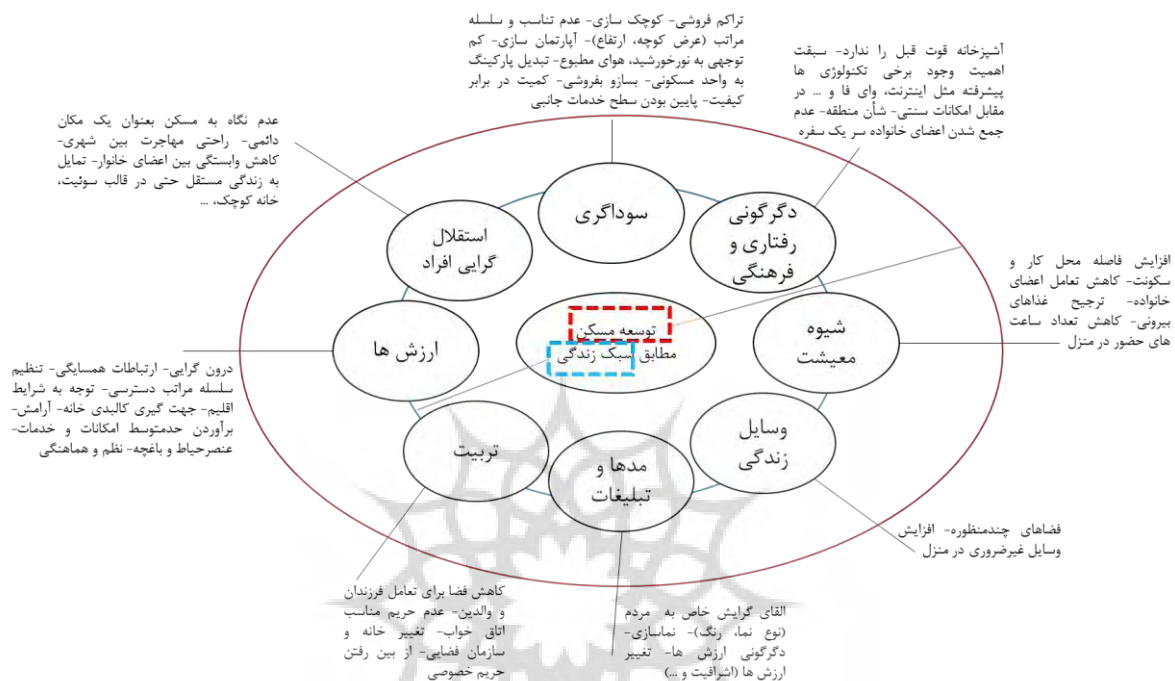 تراکم فروشی- کوچک سازی- عدم تناسب و سلسله
مراتب (عرض کوچه، ارتفاع)- آپارتمان سازی- کم
توجهی به نورخورشید، هوای مطبوع- تبدیل پارکینگ
به واحد مسکونی- بسازو بفروشی- کمیت در برابر
کیفیت- پایین بودن سطح خدمات جانبی
آشپزخانه قوت قبل را ندارد- سبقت
اهمیت وجود برخی تکنولوژی ها
پیشرفته مثل اینترنت، وای فا و ... در
مقابل امکانات سنتی- شأن منطقه- عدم
جمع شدن اعضای خانواده سر یک سفره
عدم نگاه به مسکن بعنوان یک مکان
دائمی- راحتی مهاجرت بین شهری-
کاهش وابستگی بین اعضای خانوار- تمایل
به زندگی مستقل حتی در قالب سوئیت،
خانه کوچک، ...
سوداگری
دگرگونی
رفتاری و
فرهنگی
استقلال
گرایی افراد
افزایش فاصله محل کار و
سکونت- کاهش تعامل اعضای
خانواده- ترجیح غذاهای
بیرونی- کاهش تعداد ساعت
های حضور در منزل
شیوه
معیشت
توسعه مسکن
مطابق سبک زندگی
ارزش ها
درون گرایی- ارتباطات همسایگی- تنظیم
سلسله مراتب دسترسی- توجه به شرایط
اقلیم- جهت گیری کالبدی خانه- آرامش-
برآوردن حدمتوسط امکانات و خدمات-
عنصرحیاط و باغچه- نظم و هماهنگی
وسایل
زندگی
مدها و
تبلیغات
تربیت
فضاهای چندمنظوره- افزایش
وسایل غیرضروری در منزل
القای گرایش خاص به مردم
(نوع نما، رنگ)- نماسازی-
دگرگونی ارزش ها- تغییر
ارزش ها (اشرافیت و ...)
کاهش فضا برای تعامل فرزندان
و والدین- عدم حریم مناسب
اتاق خواب- تغییر خانه و
سازمان فضایی- از بین رفتن
حریم خصوصی